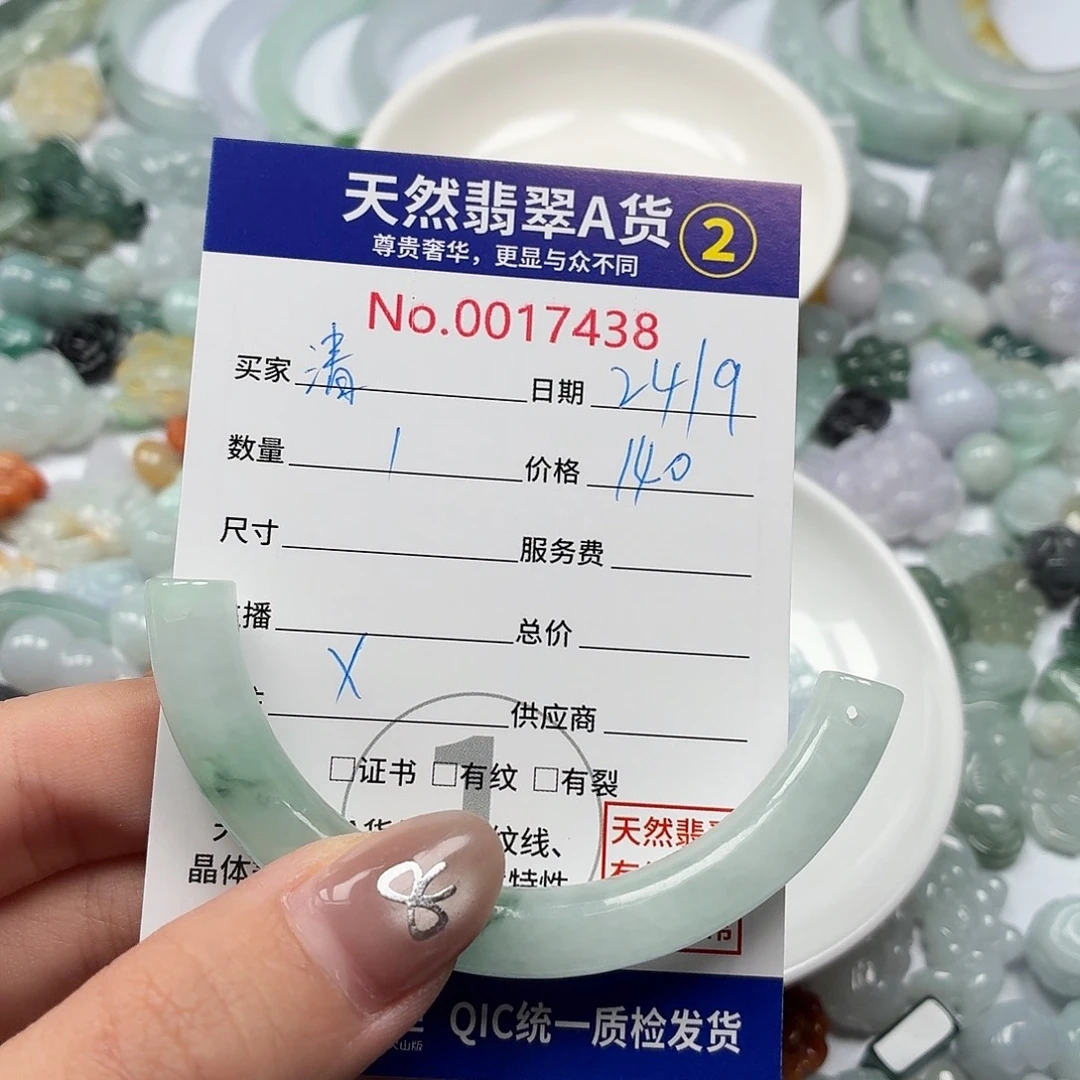 天然翡翠A货 2
尊贵奢华，更显与众不同
No.0017438
买家 清 日期 24/9
数量 1 价格 140
尺寸 服务费
播 总价
X
供应商
1
□证书 □有纹 □有裂
纹线、
晶体 特性
天然翡
QIC统一质检发货